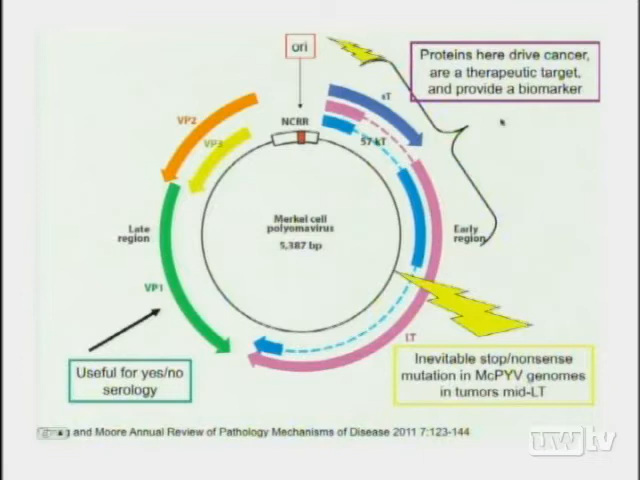 ori
Proteins here drive cancer,
are a therapeutic target,
and provide a biomarker
sT
VP2
NCRR
VP3
57 kT
Merkel cell
polyomavirus
5,387 bp
Late
region
Early
region
VP1
LT
Useful for yes/no
serology
Inevitable stop/nonsense
mutation in McPYV genomes
in tumors mid-LT
and Moore Annual Review of Pathology Mechanisms of Disease 2011 7:123-144
uwtv